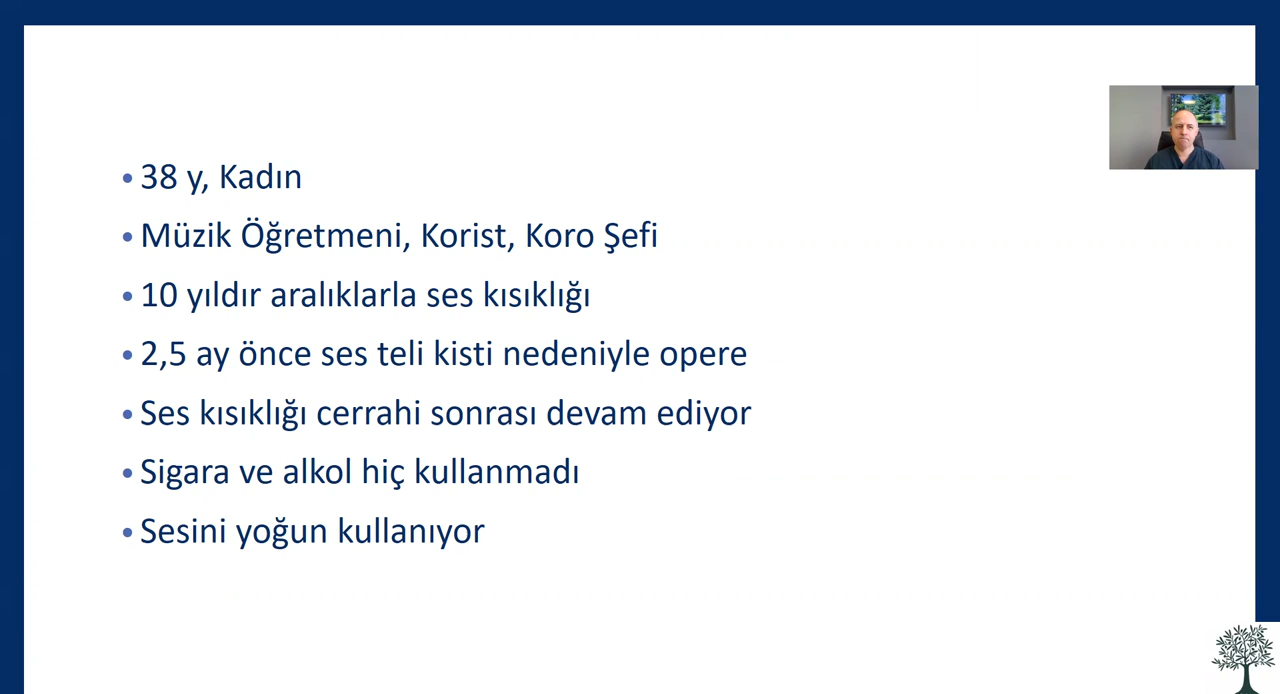 • 38 y, Kadın
• Müzik Öğretmeni, Korist, Koro Şefi
• 10 yıldır aralıklarla ses kısıklığı
• 2,5 ay önce ses teli kisti nedeniyle opere
• Ses kısıklığı cerrahi sonrası devam ediyor
• Sigara ve alkol hiç kullanmadı
• Sesini yoğun kullanıyor